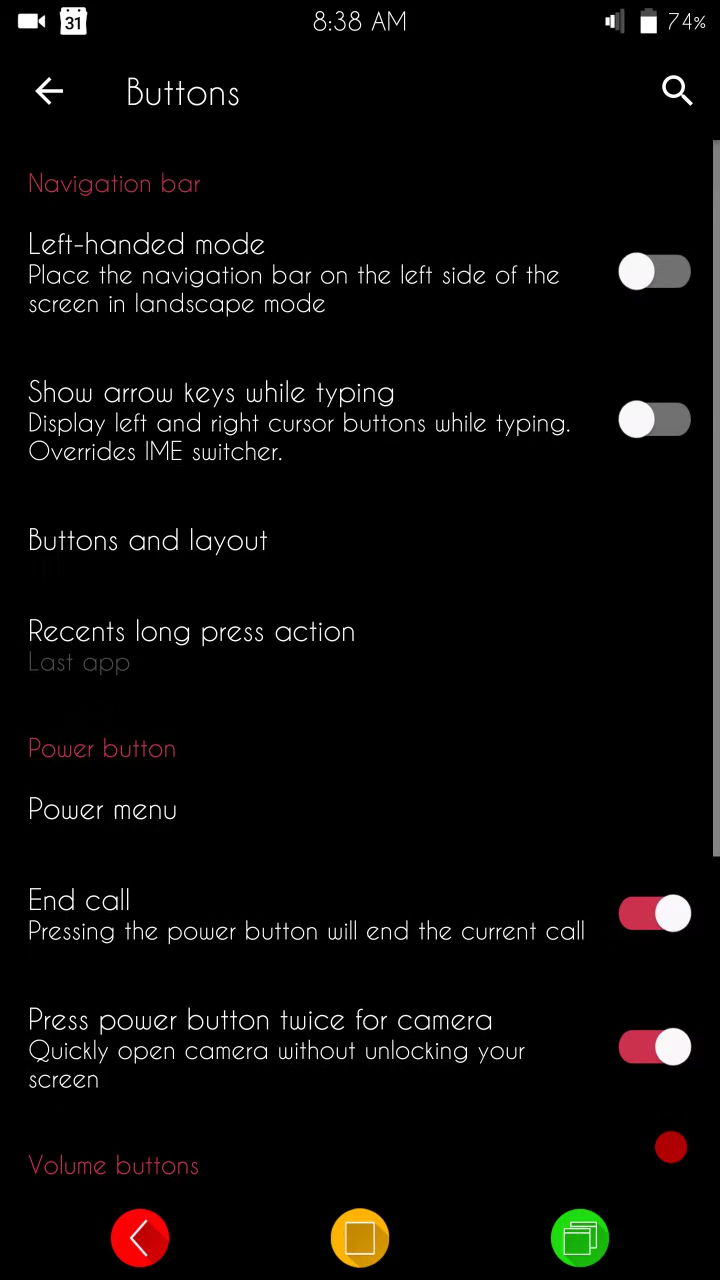 31
8:38 AM
74%
Buttons
Navigation bar
Left-handed mode
Place the navigation bar on the left side of the
screen in landscape mode
Show arrow keys while typing
Display left and right cursor buttons while typing.
Overrides IME switcher.
Buttons and layout
Recents long press action
Last app
Power button
Power menu
End call
Pressing the power button will end the current call
Press power button twice for camera
Quickly open camera without unlocking your
screen
Volume buttons